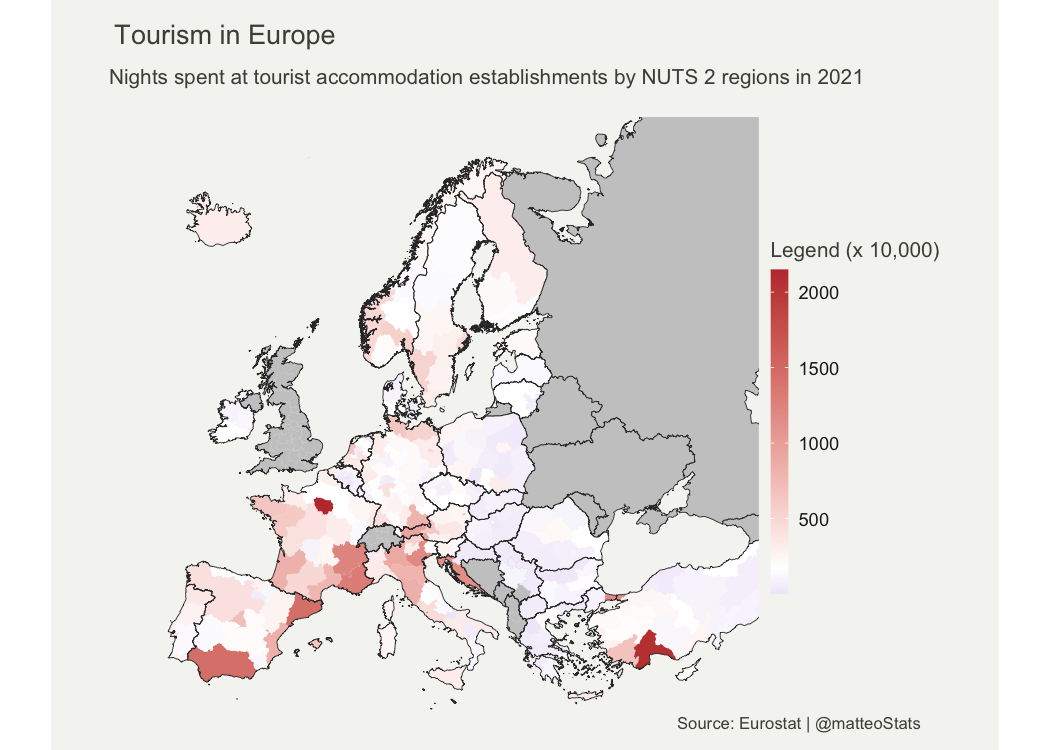 Tourism in Europe
Nights spent at tourist accommodation establishments by NUTS 2 regions in 2021
Legend (x 10,000)
2000
1500
1000
500
Source: Eurostat | @matteoStats